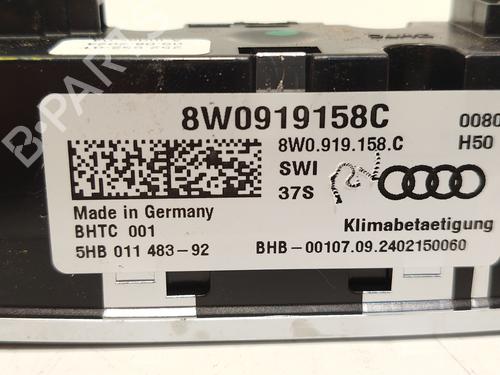 8W0919158C
0080
8W0.919.158.C
H50
SWI
37S
Made in Germany
BHTC 001
Klimabetaetigung
5HB 011 483-92
BHB-00107.09.2402150060
B-PARTS